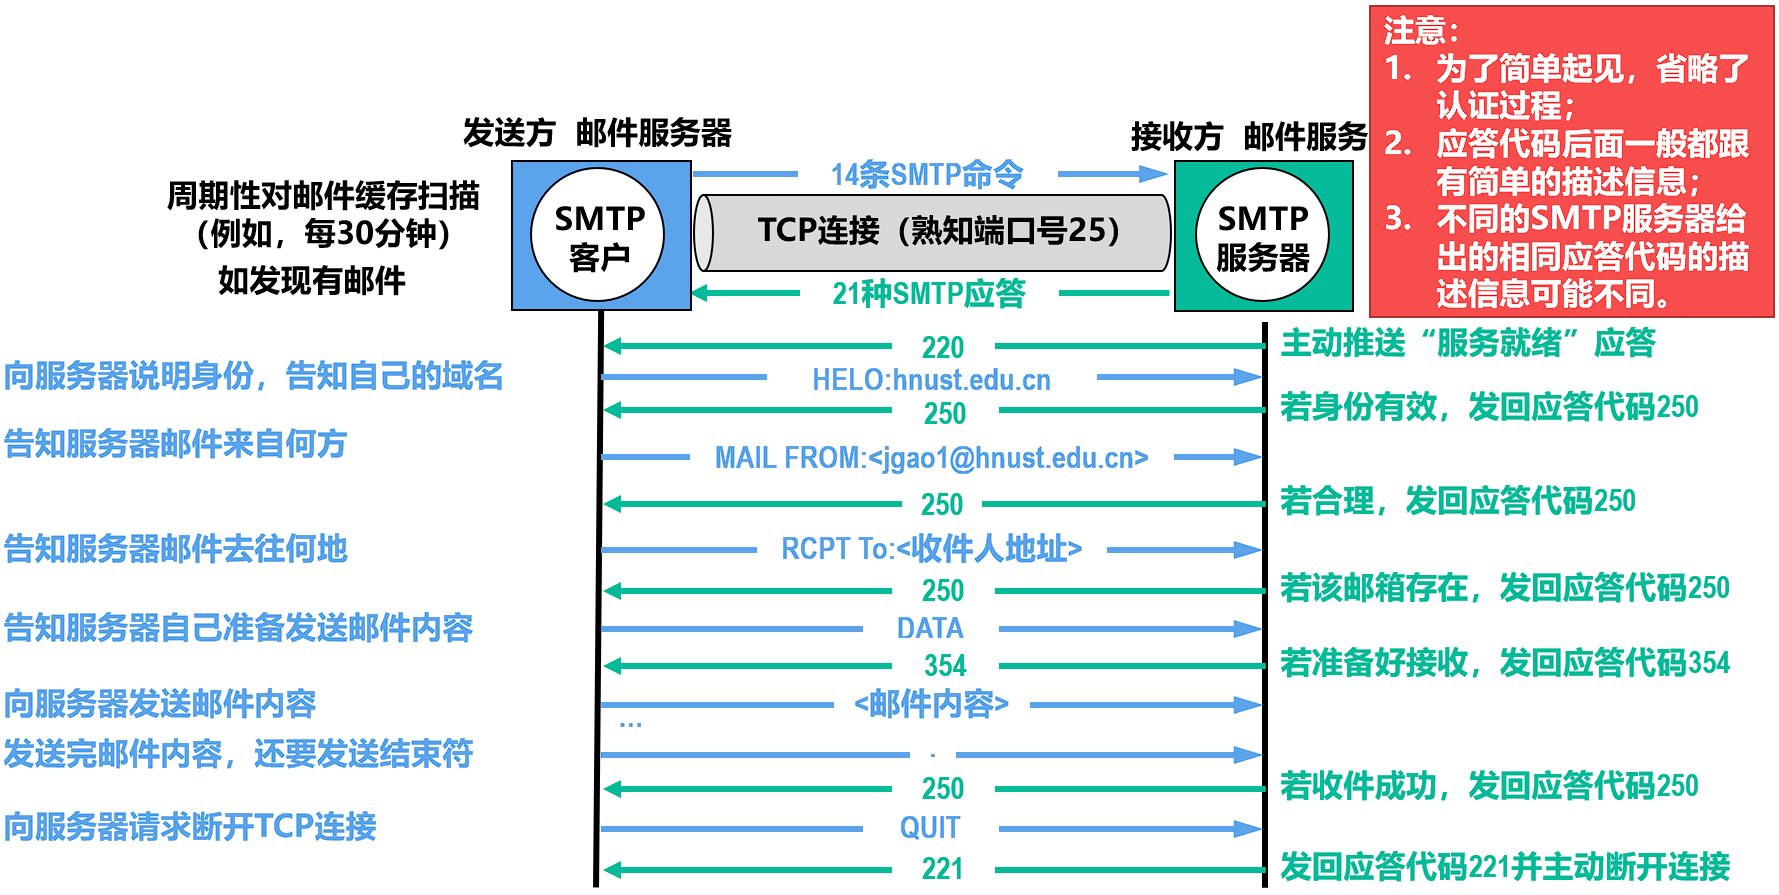 注意：
1. 为了简单起见，省略了
认证过程；
2. 应答代码后面一般都跟
有简单的描述信息；
3. 不同的SMTP服务器给
出的相同应答代码的描
述信息可能不同。
发送方 邮件服务器
接收方 邮件服务
周期性对邮件缓存扫描
（例如，每30分钟）
如发现有邮件
SMTP
客户
14条SMTP命令
TCP连接（熟知端口号25）
21种SMTP应答
SMTP
服务器
220
主动推送“服务就绪”应答
向服务器说明身份，告知自己的域名
HELO:hnust.edu.cn
250
若身份有效，发回应答代码250
告知服务器邮件来自何方
MAIL FROM:<jgao1@hnust.edu.cn>
250
若合理，发回应答代码250
告知服务器邮件去往何地
RCPT To:<收件人地址>
250
若该邮箱存在，发回应答代码250
告知服务器自己准备发送邮件内容
DATA
354
若准备好接收，发回应答代码354
向服务器发送邮件内容
<邮件内容>
...
发送完邮件内容，还要发送结束符
.
250
若收件成功，发回应答代码250
向服务器请求断开TCP连接
QUIT
221
发回应答代码221并主动断开连接